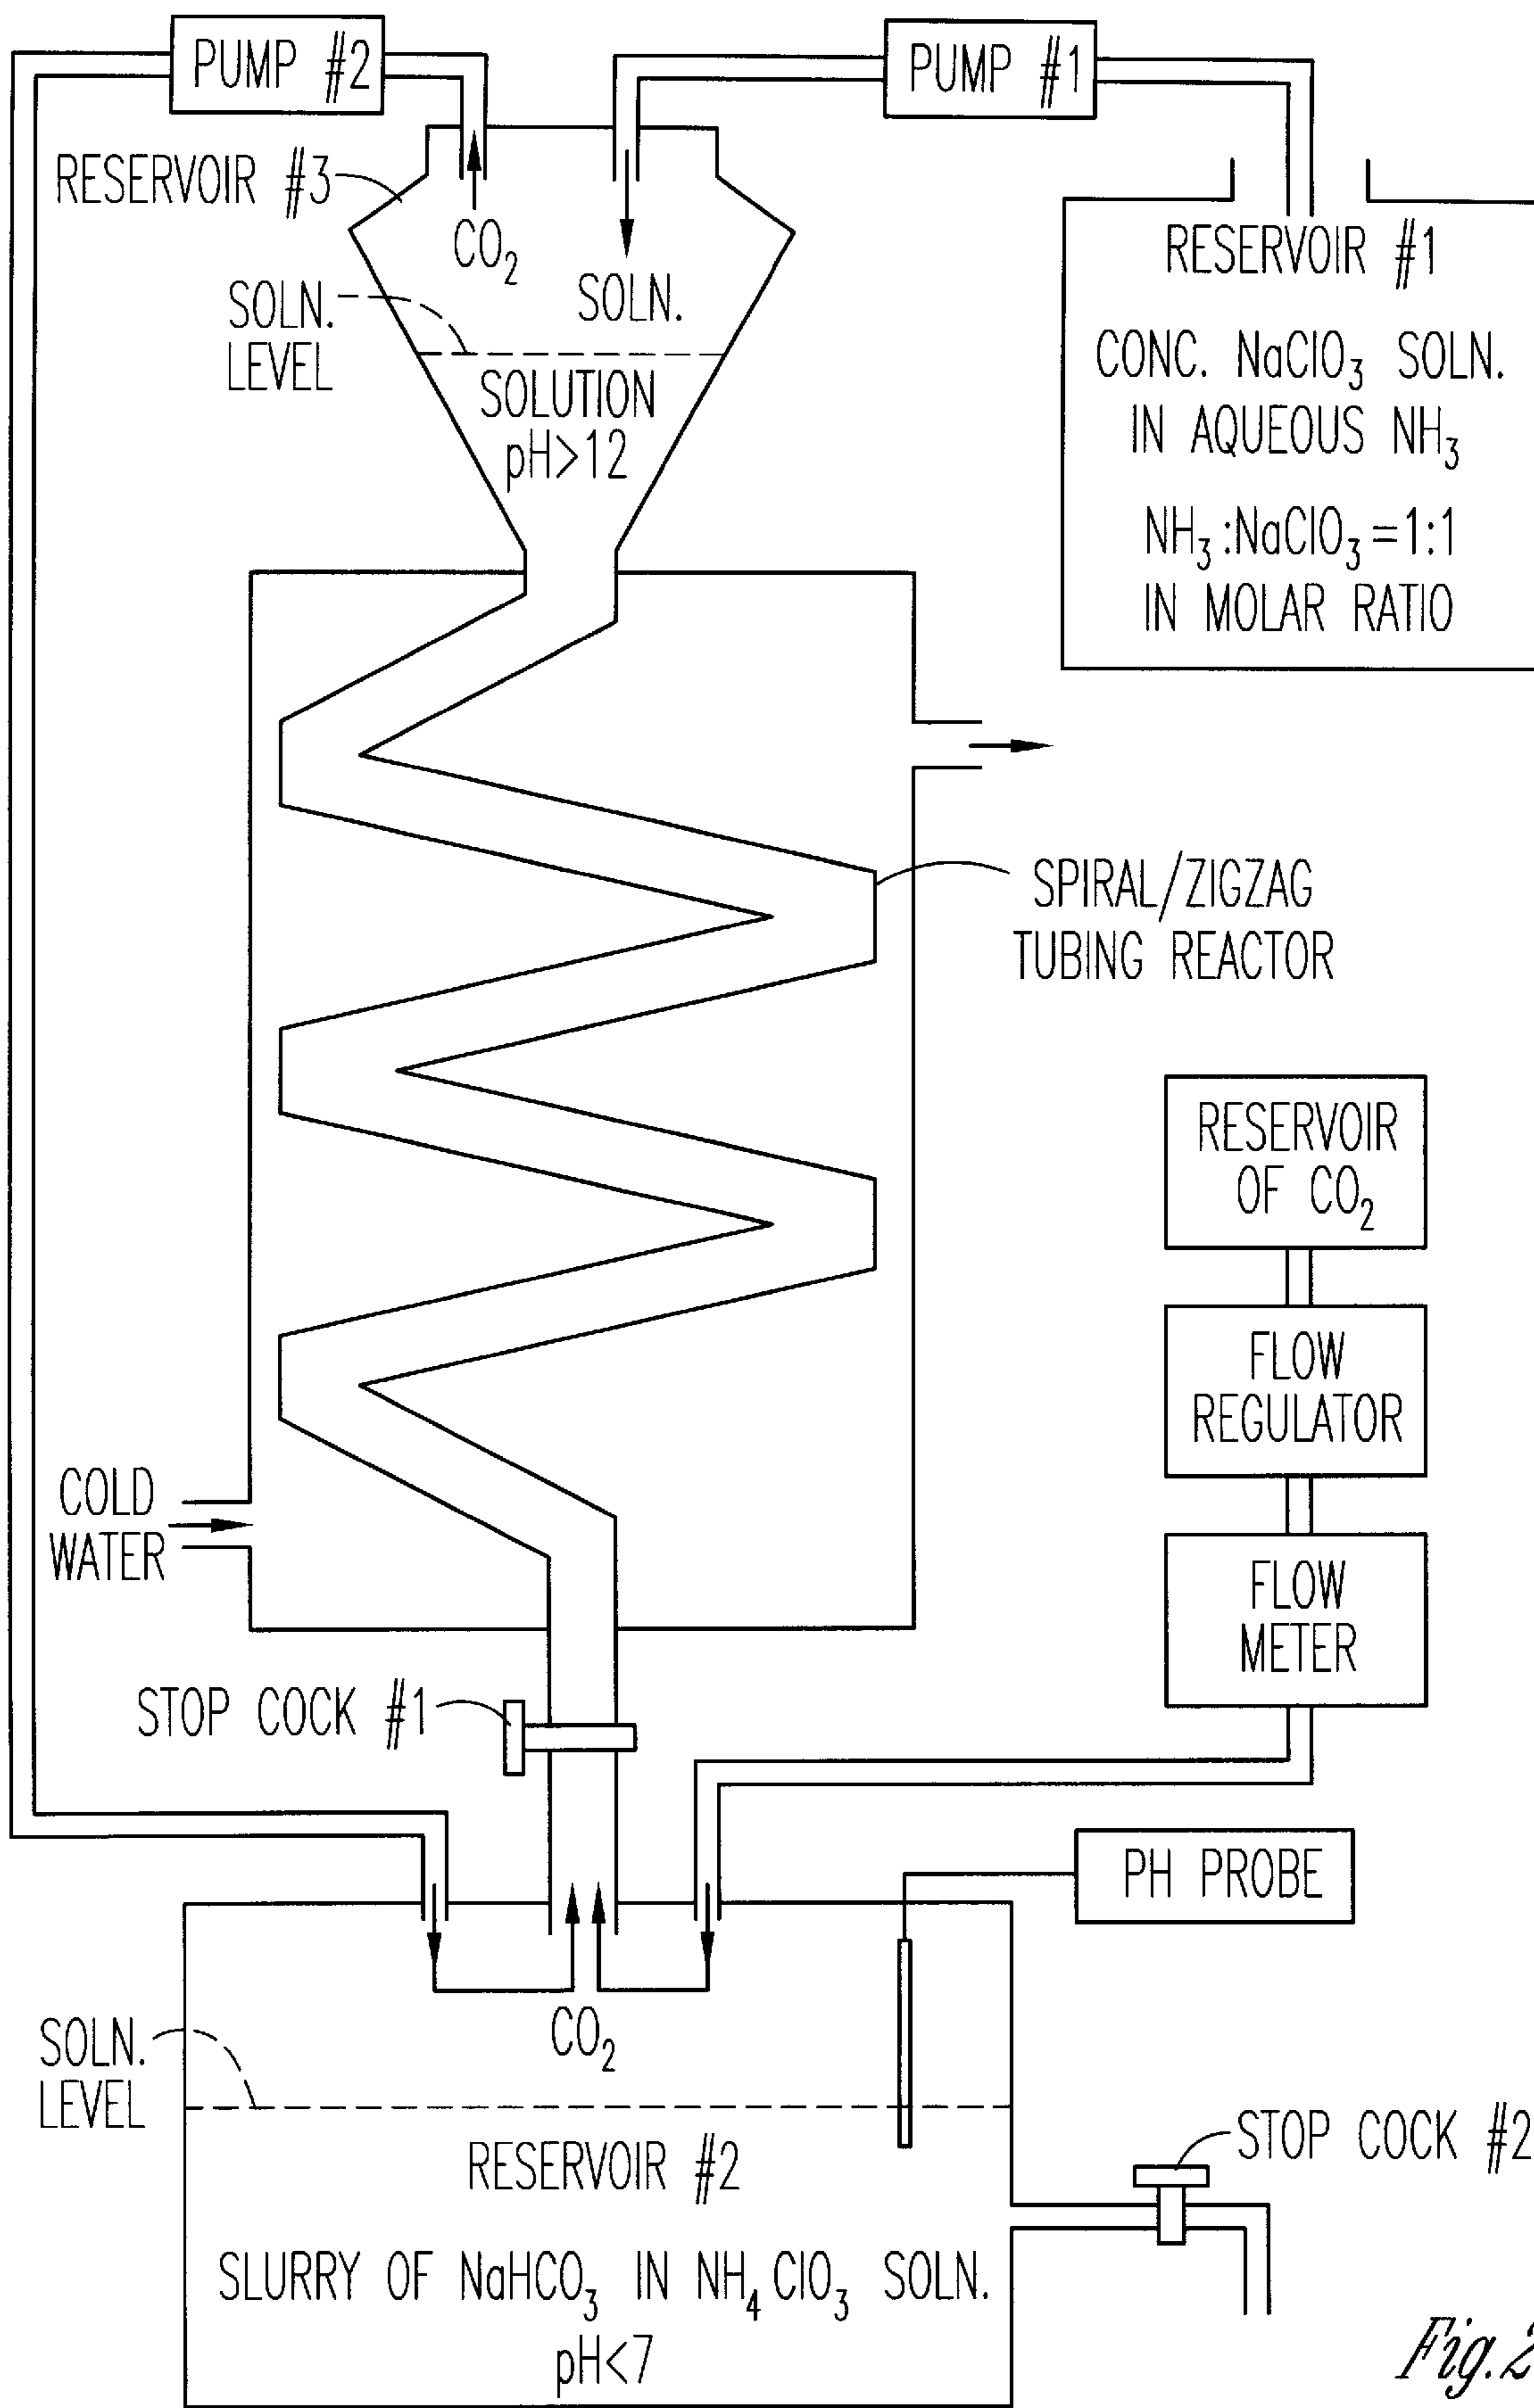 PUMP #2
PUMP #1
RESERVOIR #3
CO2
SOLN.
SOLN.
LEVEL
SOLUTION
pH>12
RESERVOIR #1
CONC. NaClO3 SOLN.
IN AQUEOUS NH3
NH3:NaClO3=1:1
IN MOLAR RATIO
SPIRAL/ZIGZAG
TUBING REACTOR
RESERVOIR
OF CO2
FLOW
REGULATOR
FLOW
METER
COLD
WATER
STOP COCK #1
PH PROBE
CO2
SOLN.
LEVEL
STOP COCK #2
RESERVOIR #2
SLURRY OF NaHCO3 IN NH4ClO3 SOLN.
pH<7
Fig.2